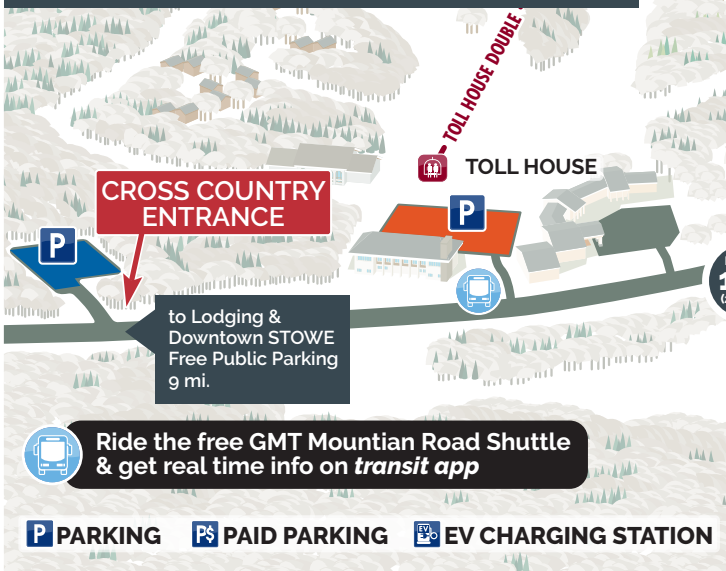 TOLL HOUSE DOUBLE
TOLL HOUSE
CROSS COUNTRY
ENTRANCE
P
P
to Lodging &
Downtown STOWE
Free Public Parking
9 mi.
Ride the free GMT Mountian Road Shuttle
& get real time info on transit app
P PARKING
P$ PAID PARKING
EV EV CHARGING STATION